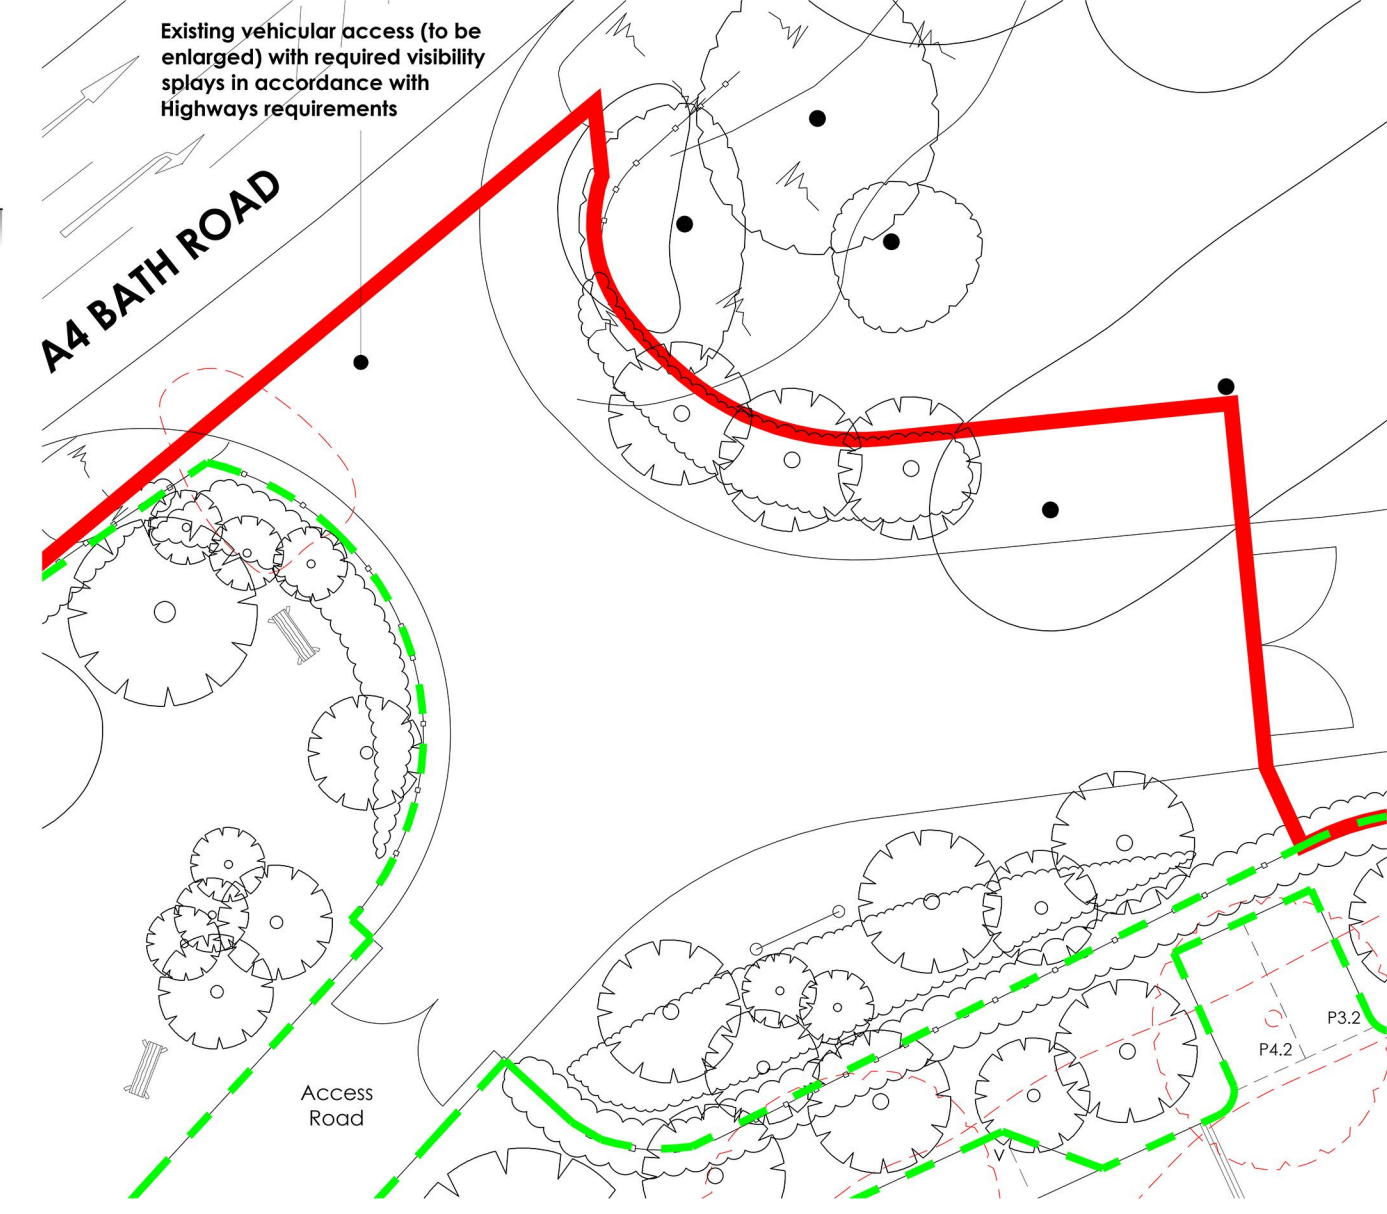 Existing vehicular access (to be
enlarged) with required visibility
splays in accordance with
Highways requirements
A4 BATH ROAD
P3.2
P4.2
Access
Road
V